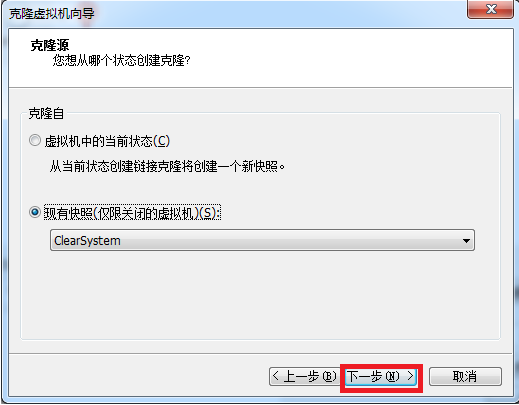 克隆虚拟机向导
克隆源
您想从哪个状态创建克隆?
克隆自
虚拟机中的当前状态(C)
从当前状态创建链接克隆将创建一个新快照。
现有快照(仅限关闭的虚拟机)(S):
ClearSystem
< 上一步(B) 下一步(N) > 取消